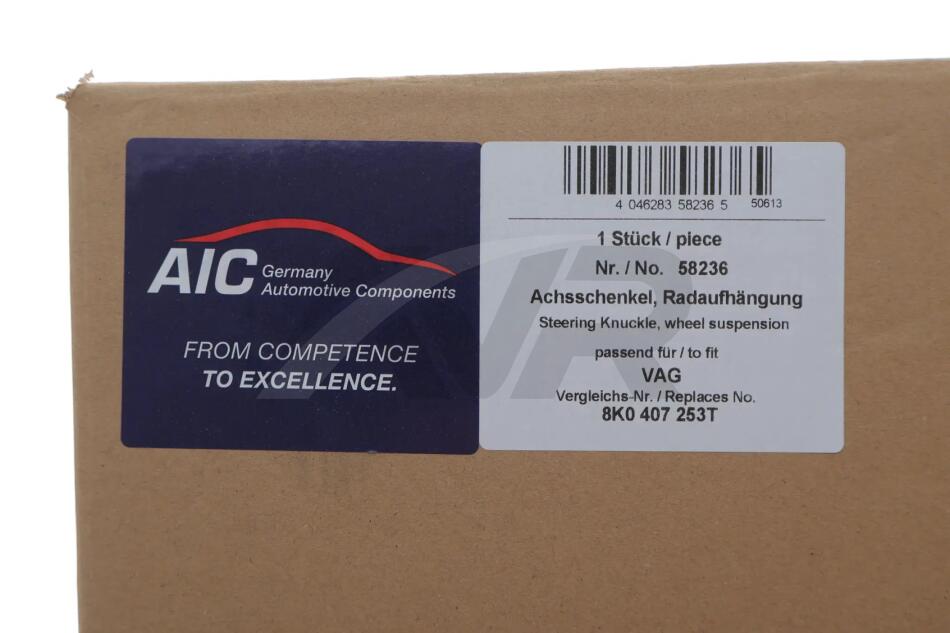 AIC Germany
Automotive Components
FROM COMPETENCE
TO EXCELLENCE.
4 046283 58236 5 50613
1 Stück / piece
Nr. / No. 58236
Achsschenkel, Radaufhängung
Steering Knuckle, wheel suspension
passend für / to fit
VAG
Vergleichs-Nr. / Replaces No.
8K0 407 253T